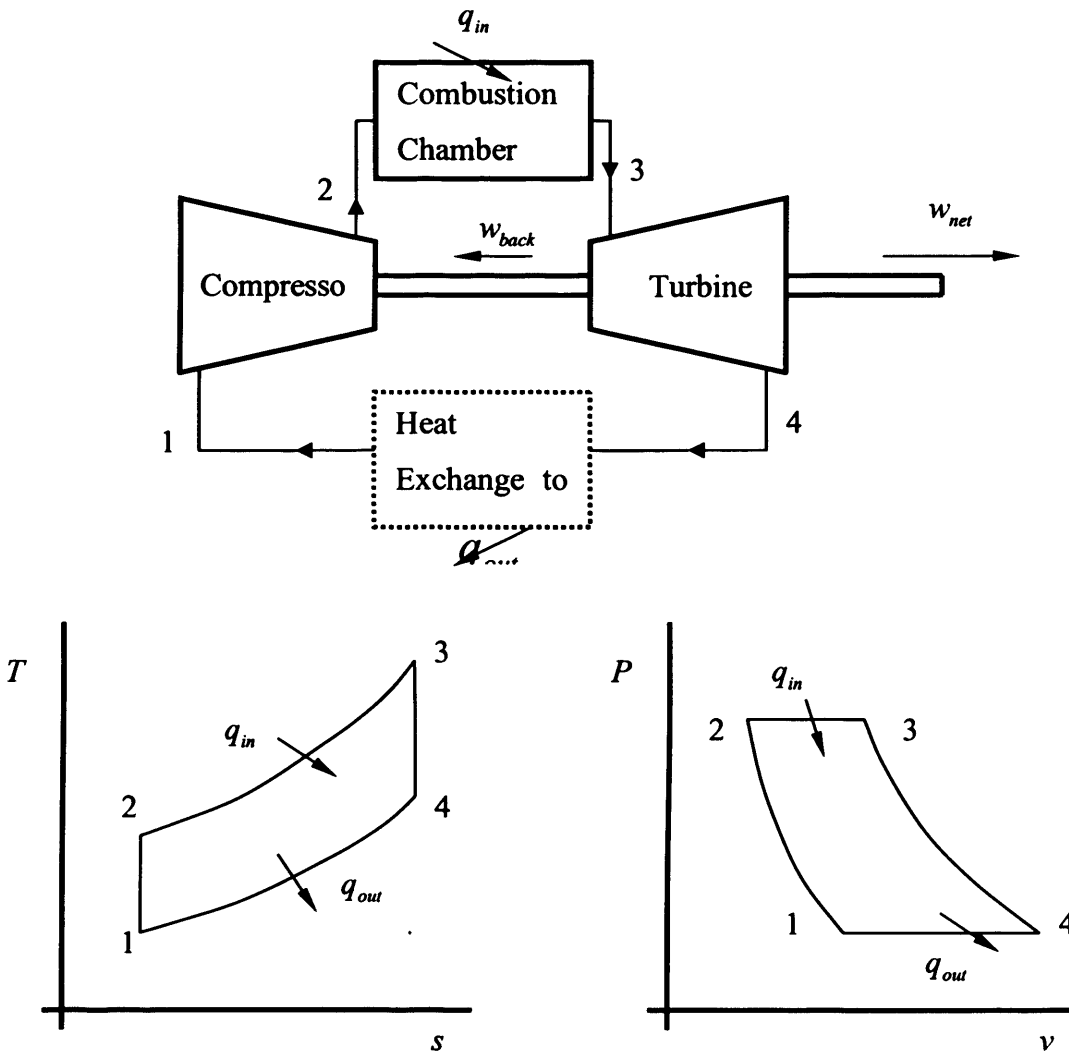 q_in
Combustion
Chamber
2
3
w_back
w_net
Compresso
Turbine
1
Heat
Exchange to
4
q_out
T
3
q_in
2
4
q_out
1
s
P
q_in
2
3
1
4
q_out
v